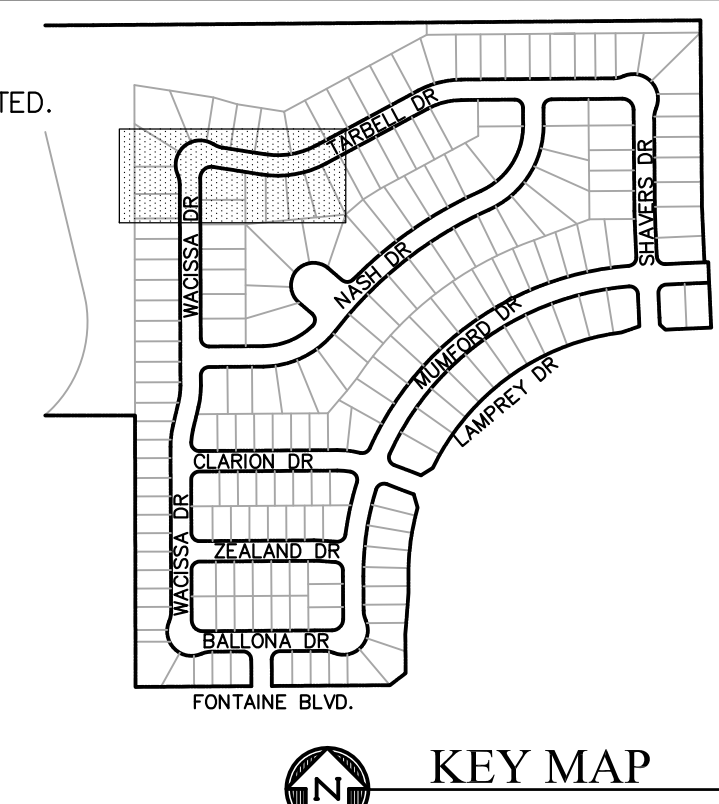 TED.
TARBELL DR
SHAVERS DR
WACISSA DR
NASH DR
MUMFORD DR
LAMPREY DR
CLARION DR
WACISSA DR
ZEALAND DR
BALLONA DR
FONTAINE BLVD.
N
KEY MAP